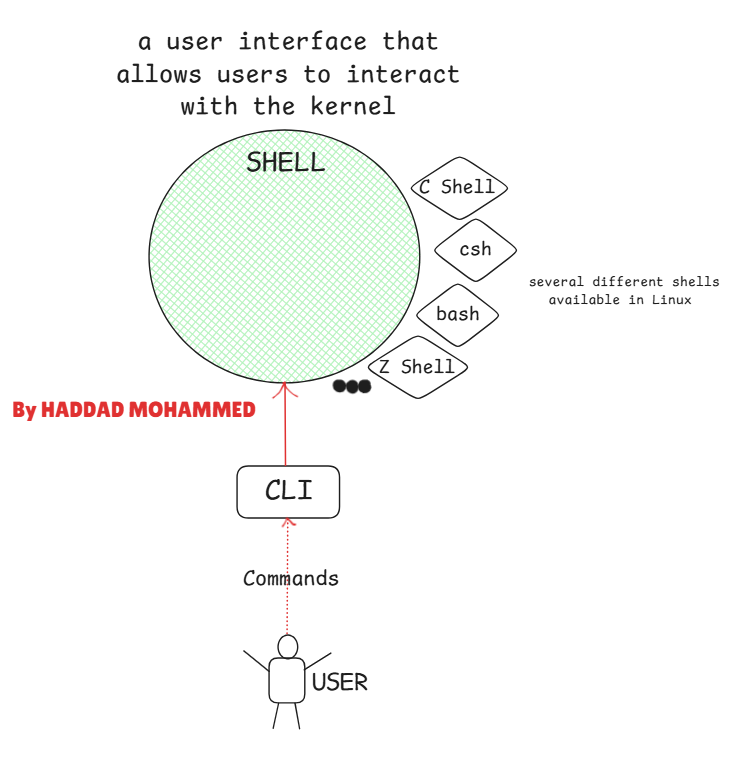 a user interface that
allows users to interact
with the kernel
SHELL
C Shell
csh
several different shells
available in Linux
bash
Z Shell
By HADDAD MOHAMMED
CLI
Commands
USER